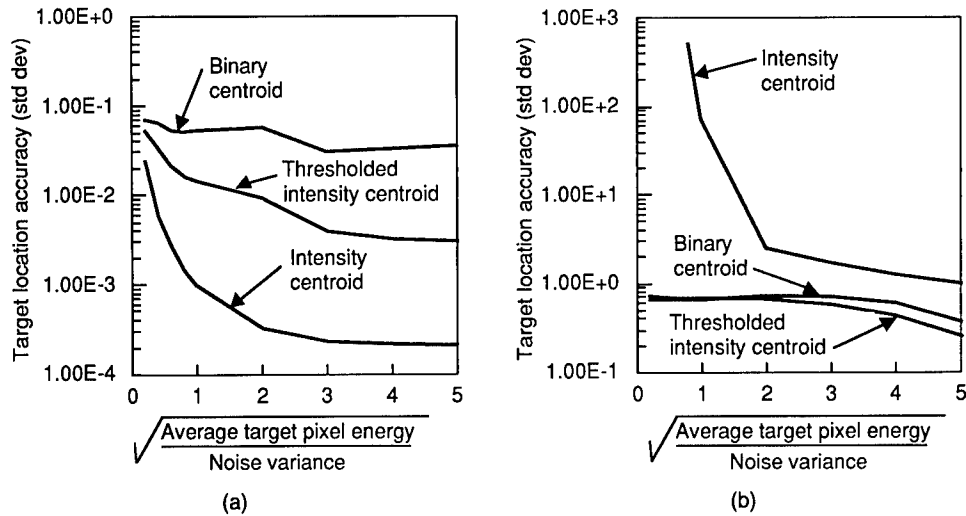 Target location accuracy (std dev)
1.00E+0
1.00E-1
1.00E-2
1.00E-3
1.00E-4
Binary
centroid
Thresholded
intensity centroid
Intensity
centroid
0 1 2 3 4 5
√ Average target pixel energy
Noise variance
(a)
Target location accuracy (std dev)
1.00E+3
1.00E+2
1.00E+1
1.00E+0
1.00E-1
Intensity
centroid
Binary
centroid
Thresholded
intensity centroid
0 1 2 3 4 5
√ Average target pixel energy
Noise variance
(b)